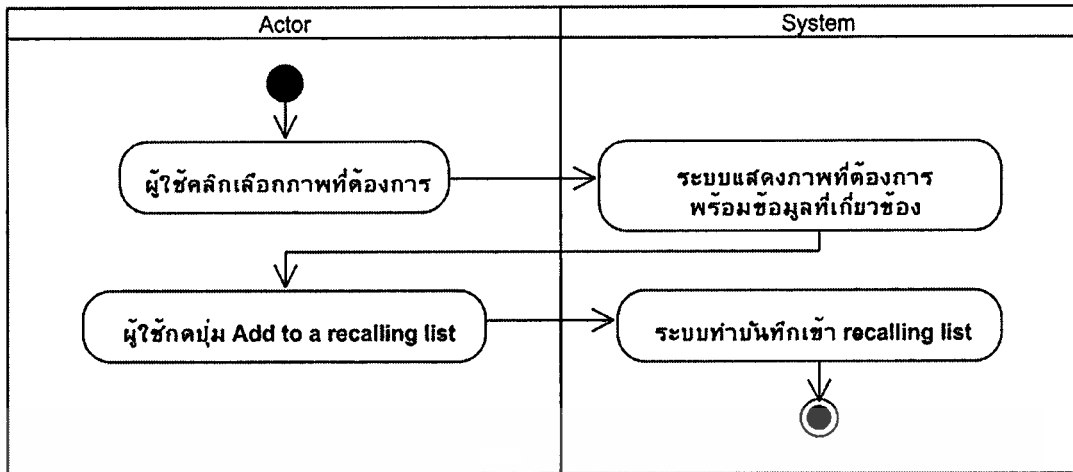 Actor
System
ผู้ใช้คลิกเลือกภาพที่ต้องการ
ระบบแสดงภาพที่ต้องการ
พร้อมข้อมูลที่เกี่ยวข้อง
ผู้ใช้กดปุ่ม Add to a recalling list
ระบบทำบันทึกเข้า recalling list